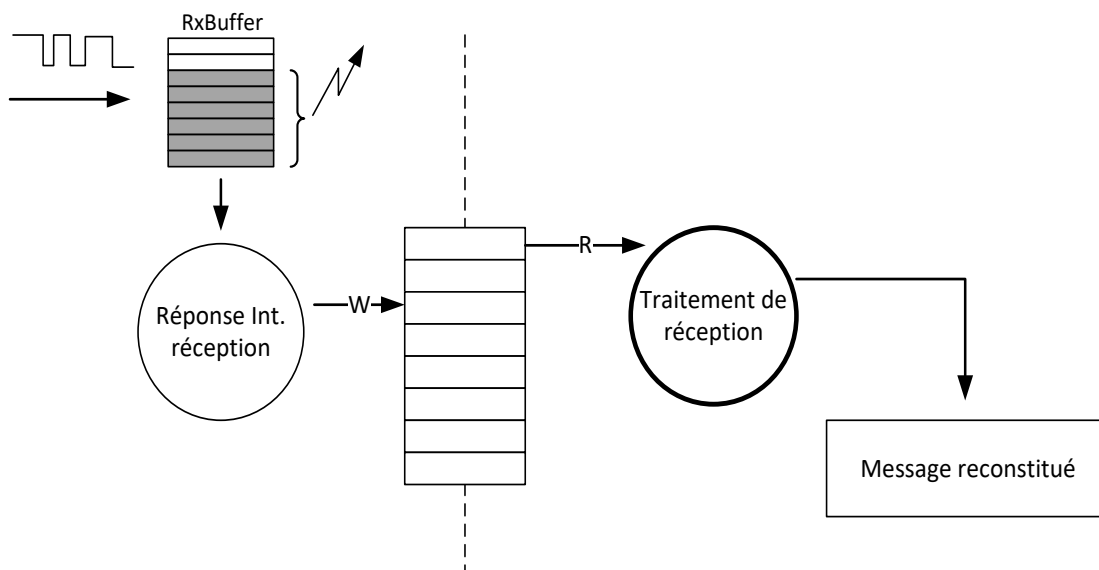 RxBuffer
Réponse Int.
réception
W
R
Traitement de
réception
Message reconstitué